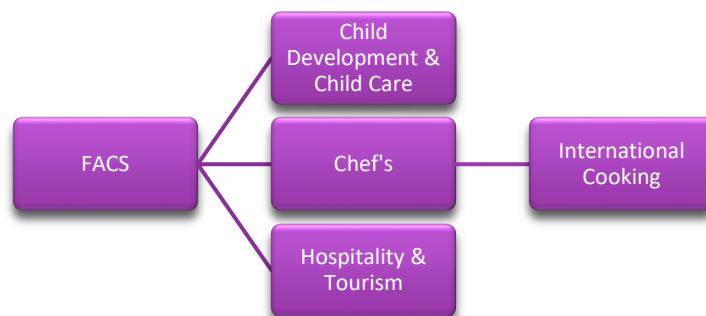 FACS
Child
Development &
Child Care
Chef's
Hospitality &
Tourism
International
Cooking